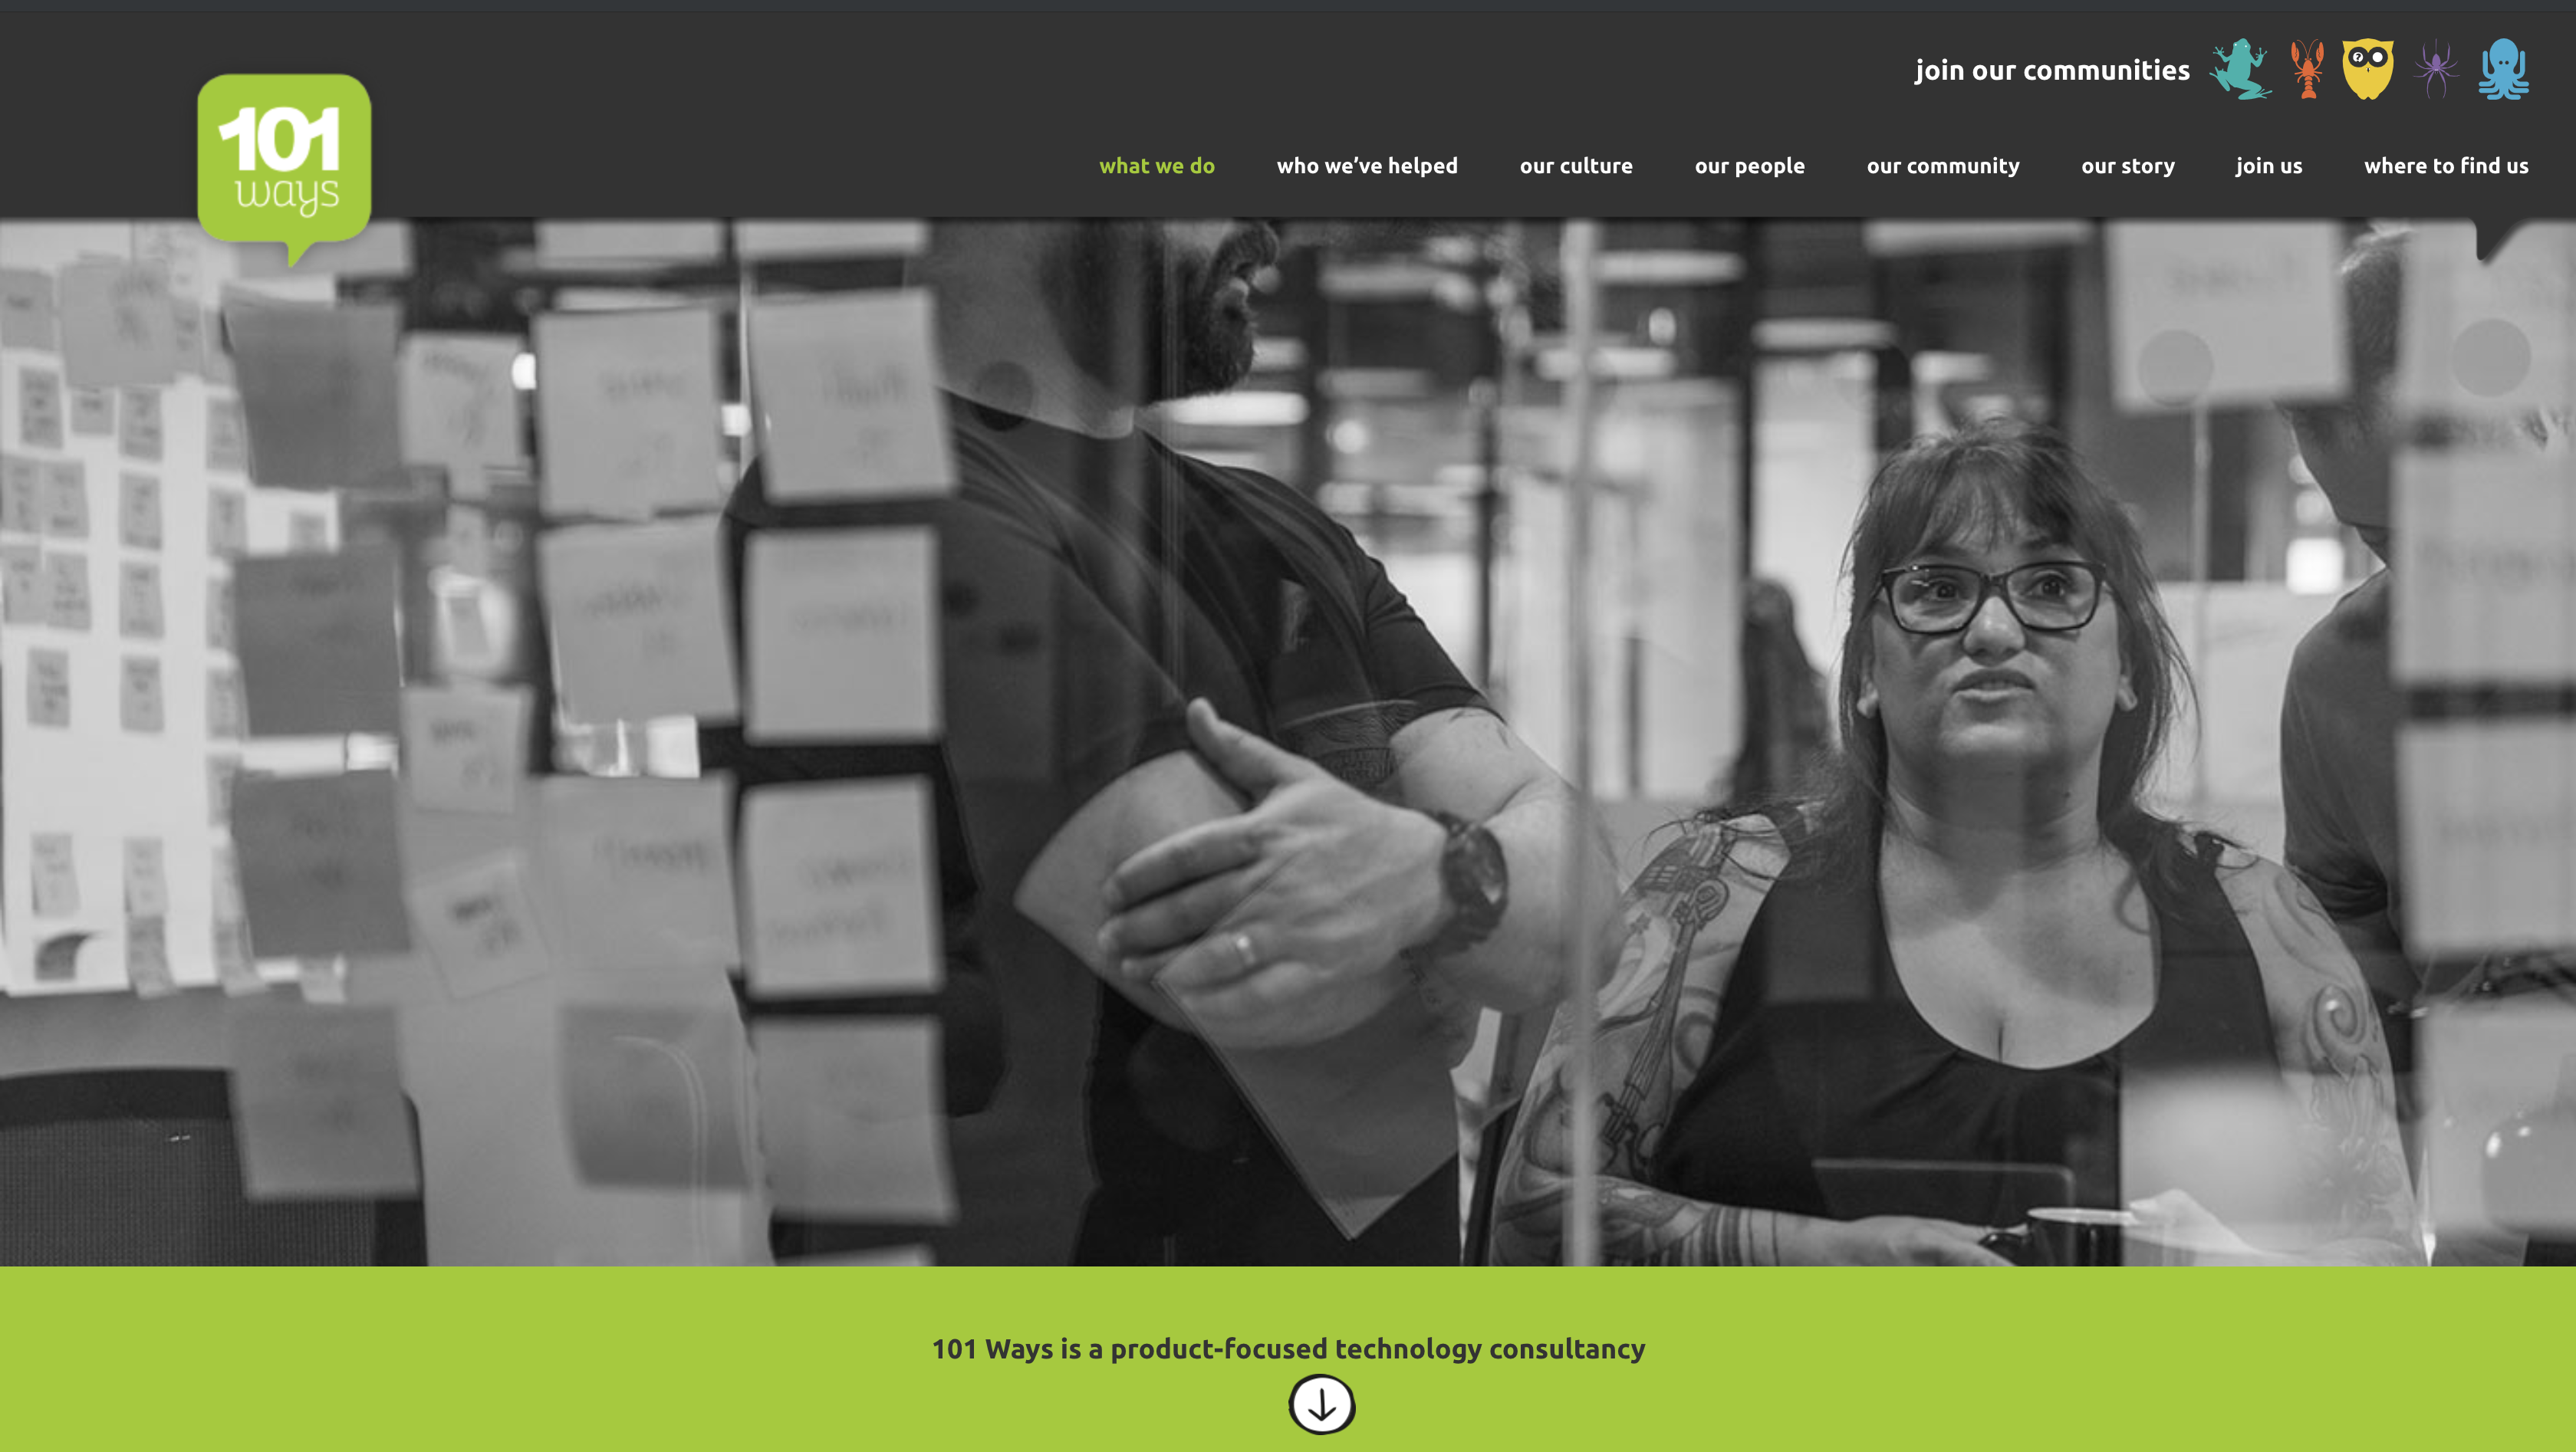 join our communities
101
ways
what we do
who we've helped
our culture
our people
our community
our story
join us
where to find us
101 Ways is a product-focused technology consultancy